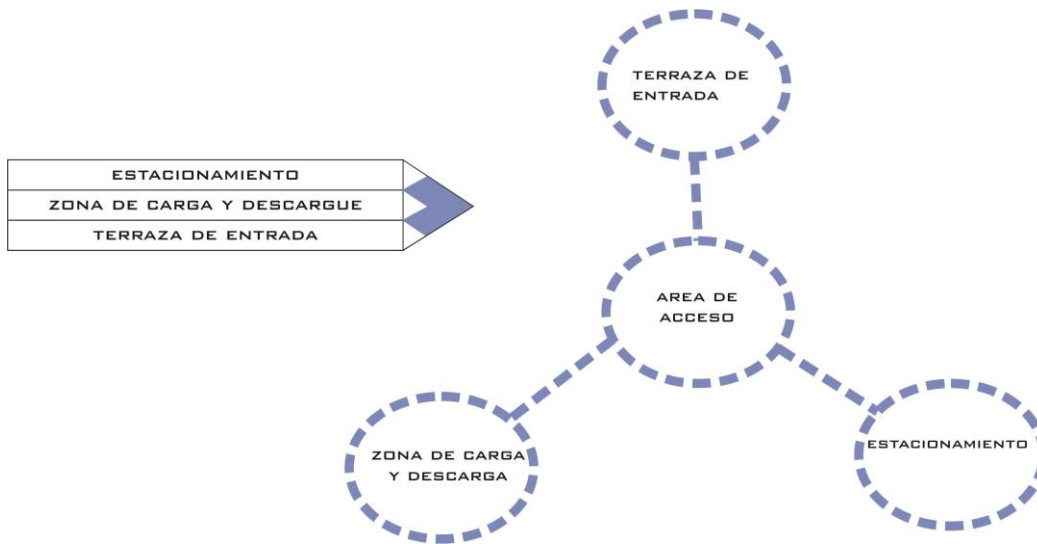 ESTACIONAMIENTO
ZONA DE CARGA Y DESCARGUE
TERRAZA DE ENTRADA
TERRAZA DE
ENTRADA
AREA DE
ACCESO
ZONA DE CARGA
Y DESCARGA
ESTACIONAMIENTO